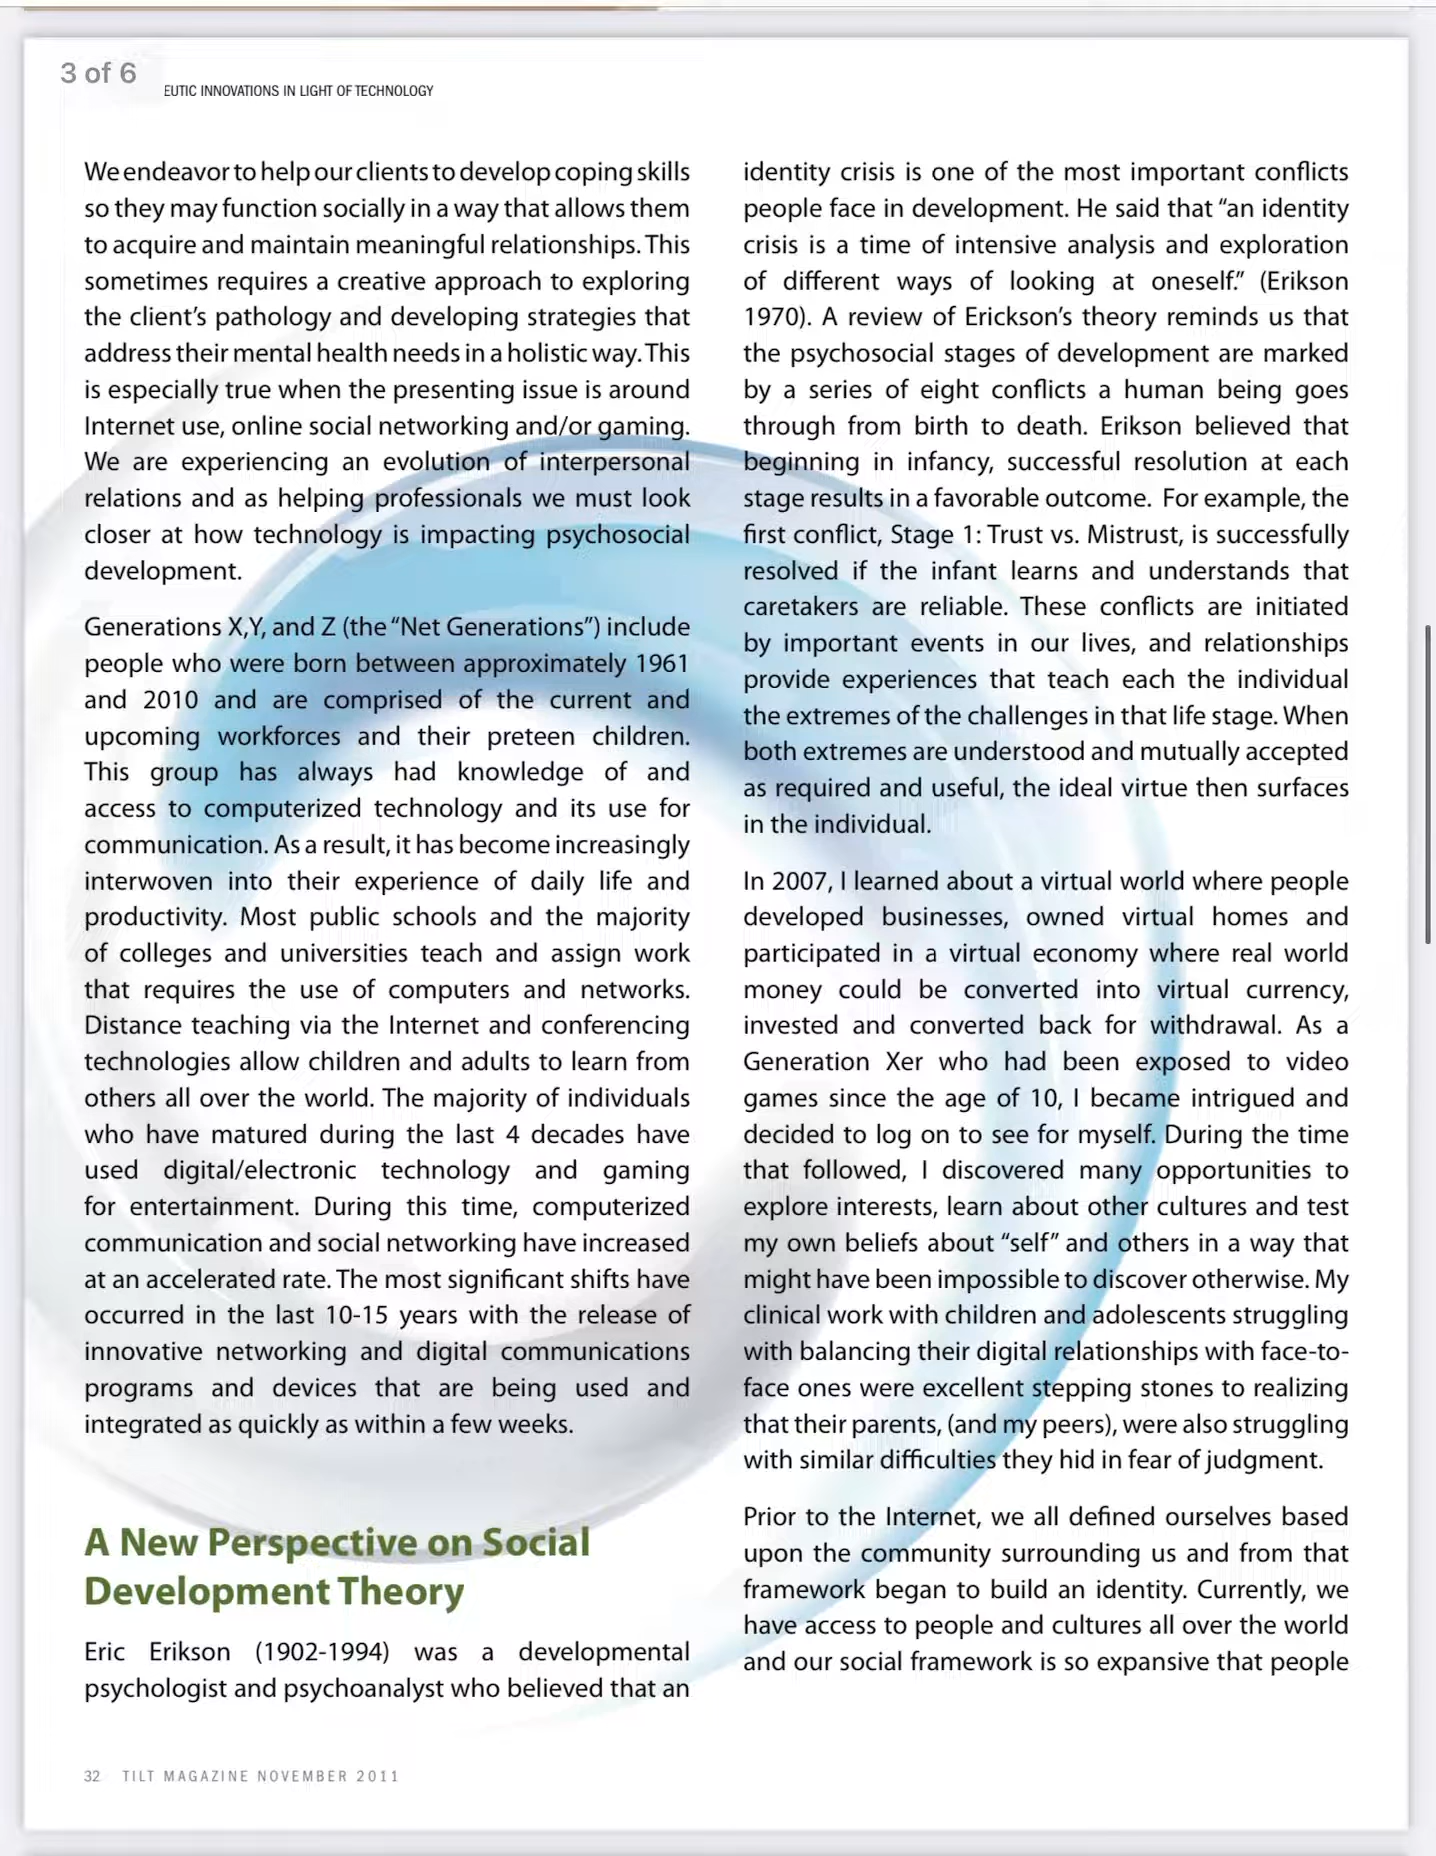 3 of 6
EUTIC INNOVATIONS IN LIGHT OF TECHNOLOGY
We endeavor to help our clients to develop coping skills
so they may function socially in a way that allows them
to acquire and maintain meaningful relationships. This
sometimes requires a creative approach to exploring
the client's pathology and developing strategies that
address their mental health needs in a holistic way. This
is especially true when the presenting issue is around
Internet use, online social networking and/or gaming.
We are experiencing an evolution of interpersonal
relations and as helping professionals we must look
closer at how technology is impacting psychosocial
development.
Generations X,Y, and Z (the “Net Generations”) include
people who were born between approximately 1961
and 2010 and are comprised of the current and
upcoming workforces and their preteen children.
This group has always had knowledge of and
access to computerized technology and its use for
communication. As a result, it has become increasingly
interwoven into their experience of daily life and
productivity. Most public schools and the majority
of colleges and universities teach and assign work
that requires the use of computers and networks.
Distance teaching via the Internet and conferencing
technologies allow children and adults to learn from
others all over the world. The majority of individuals
who have matured during the last 4 decades have
used digital/electronic technology and gaming
for entertainment. During this time, computerized
communication and social networking have increased
at an accelerated rate. The most significant shifts have
occurred in the last 10-15 years with the release of
innovative networking and digital communications
programs and devices that are being used and
integrated as quickly as within a few weeks.
A New Perspective on Social
Development Theory
Eric Erikson (1902-1994) was a developmental
psychologist and psychoanalyst who believed that an
identity crisis is one of the most important conflicts
people face in development. He said that “an identity
crisis is a time of intensive analysis and exploration
of different ways of looking at oneself.” (Erikson
1970). A review of Erickson's theory reminds us that
the psychosocial stages of development are marked
by a series of eight conflicts a human being goes
through from birth to death. Erikson believed that
beginning in infancy, successful resolution at each
stage results in a favorable outcome. For example, the
first conflict, Stage 1: Trust vs. Mistrust, is successfully
resolved if the infant learns and understands that
caretakers are reliable. These conflicts are initiated
by important events in our lives, and relationships
provide experiences that teach each the individual
the extremes of the challenges in that life stage. When
both extremes are understood and mutually accepted
as required and useful, the ideal virtue then surfaces
in the individual.
In 2007, I learned about a virtual world where people
developed businesses, owned virtual homes and
participated in a virtual economy where real world
money could be converted into virtual currency,
invested and converted back for withdrawal. As a
Generation Xer who had been exposed to video
games since the age of 10, I became intrigued and
decided to log on to see for myself. During the time
that followed, I discovered many opportunities to
explore interests, learn about other cultures and test
my own beliefs about “self” and others in a way that
might have been impossible to discover otherwise. My
clinical work with children and adolescents struggling
with balancing their digital relationships with face-to-
face ones were excellent stepping stones to realizing
that their parents, (and my peers), were also struggling
with similar difficulties they hid in fear of judgment.
Prior to the Internet, we all defined ourselves based
upon the community surrounding us and from that
framework began to build an identity. Currently, we
have access to people and cultures all over the world
and our social framework is so expansive that people
32 TILT MAGAZINE NOVEMBER 2011